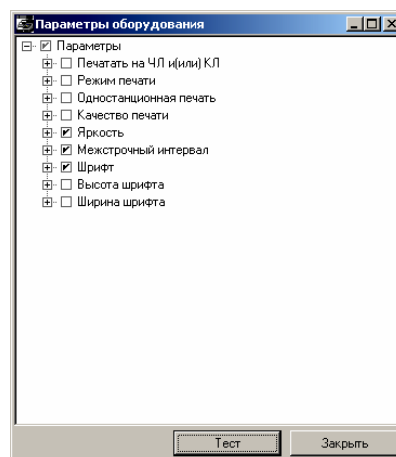 Параметры оборудования
Параметры
Печатать на ЧЛ и(или) КЛ
Режим печати
Одностанционная печать
Качество печати
Яркость
Межстрочный интервал
Шрифт
Высота шрифта
Ширина шрифта
Тест
Закрыть